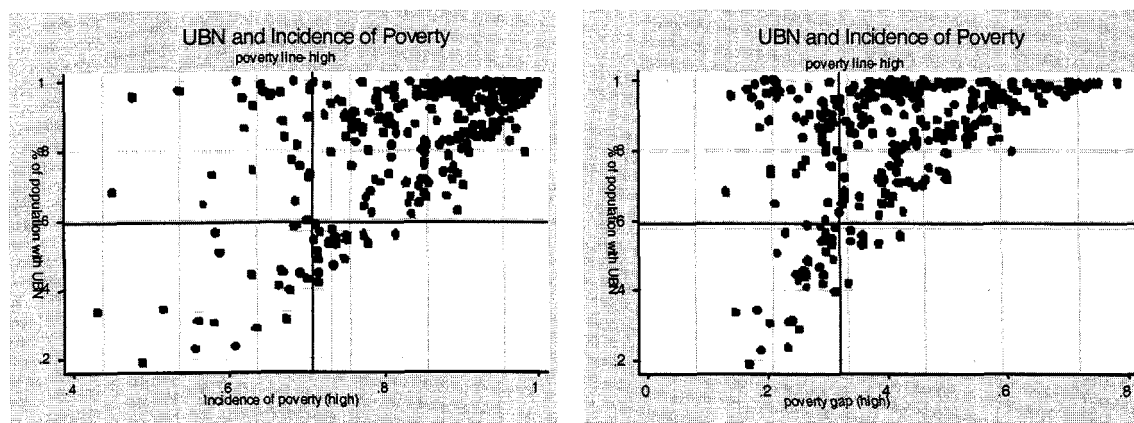 UBN and Incidence of Poverty
poverty line- high
% of population with UBN
1
.8
.6
.4
.2
.4
.6
.8
1
Incidence of poverty (high)
UBN and Incidence of Poverty
poverty line- high
% of population with UBN
1
.8
.6
.4
.2
0
.2
.4
.6
.8
poverty gap (high)